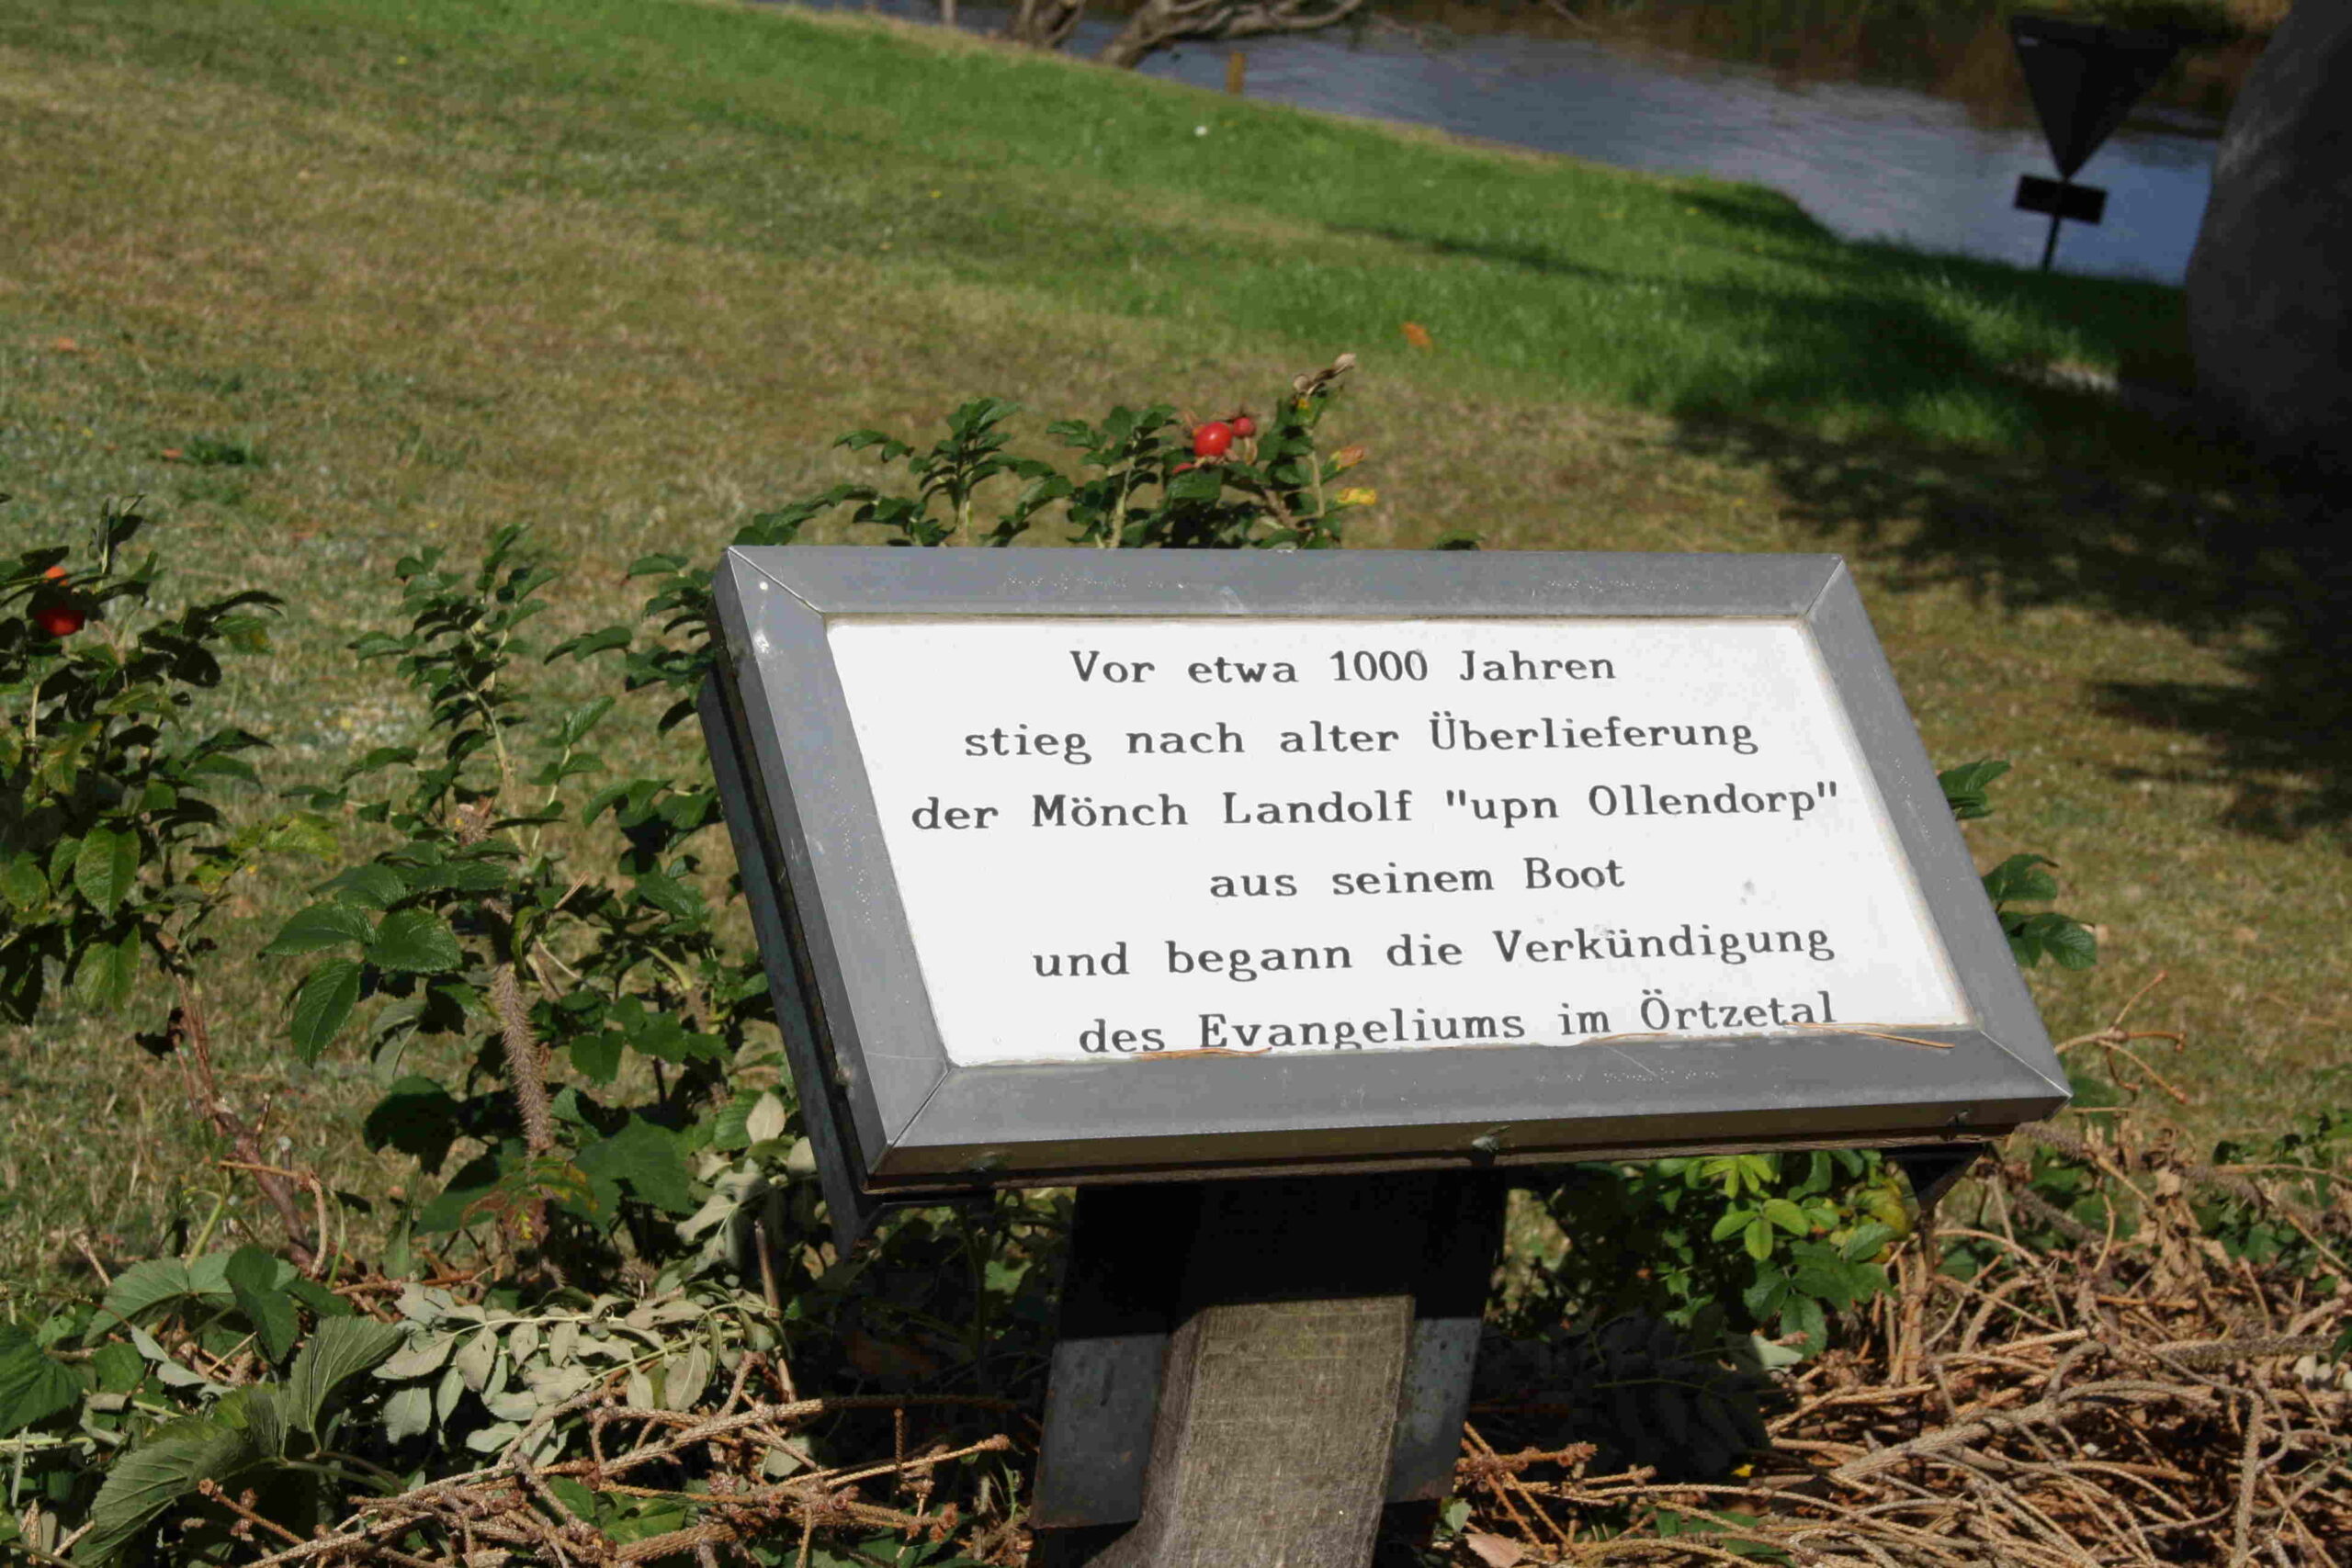 Vor etwa 1000 Jahren
stieg nach alter Überlieferung
der Mönch Landolf "upn Ollendorp"
aus seinem Boot
und begann die Verkündigung
des Evangeliums im Örtzetal